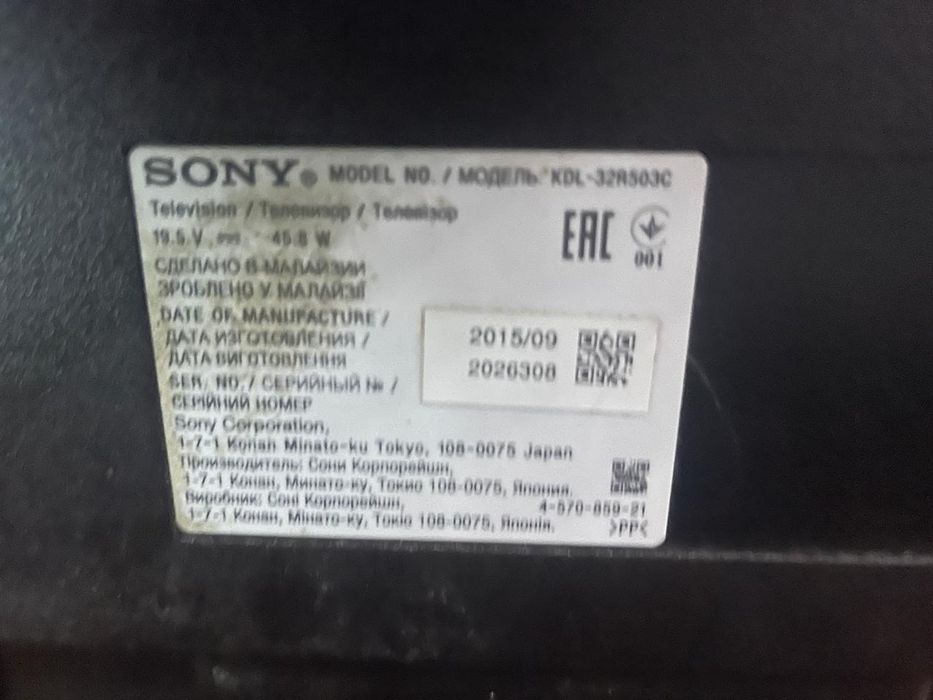 SONY® MODEL NO. / МОДЕЛЬ: KDL-32R503C
Television / Телевизор / Телевізор
19.5 V 45.8 W
EAC
001
СДЕЛАНО В МАЛАЙЗИИ
ЗРОБЛЕНО У МАЛАЙЗІЇ
DATE OF MANUFACTURE /
ДАТА ИЗГОТОВЛЕНИЯ /
ДАТА ВИГОТОВЛЕННЯ
2015/09
SER. NO. / СЕРИЙНЫЙ № /
СЕРІЙНИЙ НОМЕР
2026308
Sony Corporation,
1-7-1 Konan Minato-ku Tokyo, 108-0075 Japan
Производитель: Сони Корпорейшн,
1-7-1 Конан, Минато-ку, Токио 108-0075, Япония.
Виробник: Соні Корпорейшн,
1-7-1 Конан, Мінато-ку, Токіо 108-0075, Японія.
4-570-859-21
>PP<